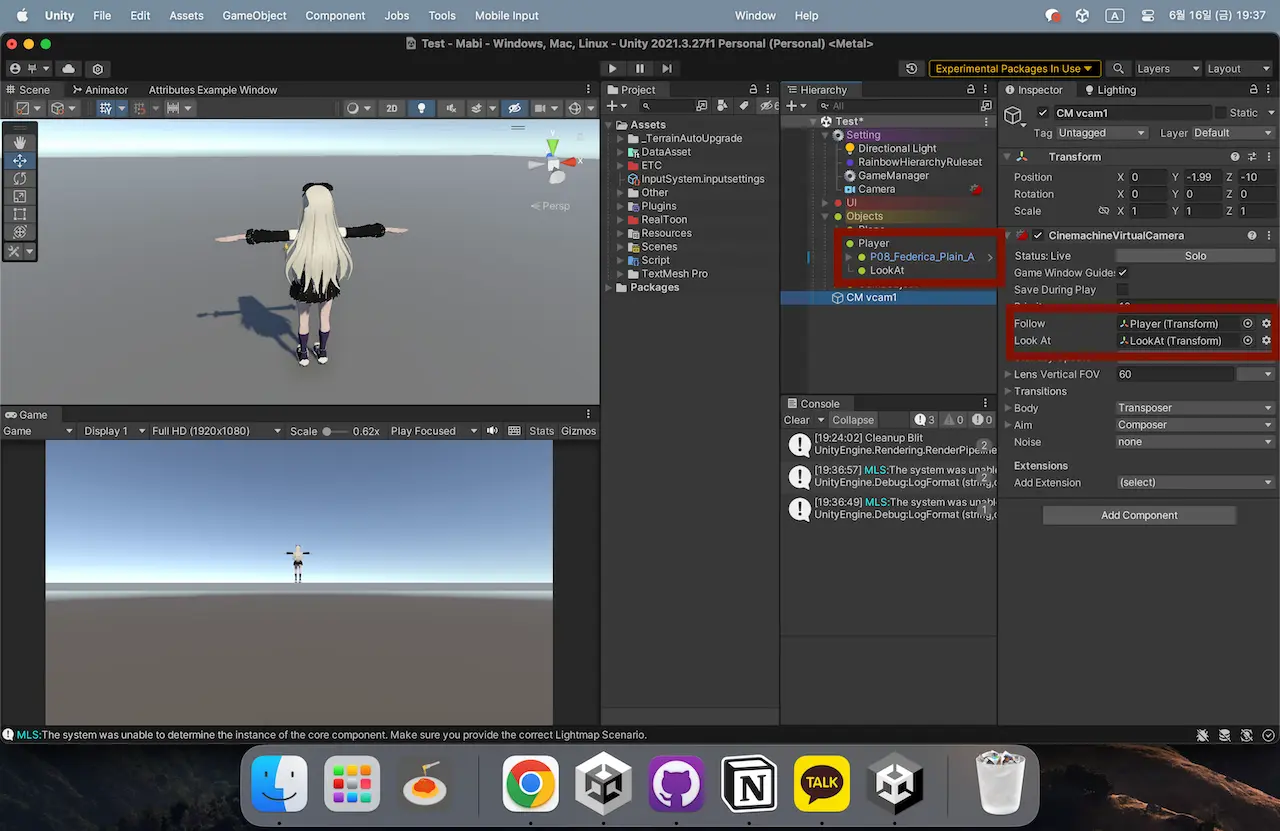 Unity File Edit Assets GameObject Component Jobs Tools Mobile Input Window Help A 6월 16일 (금) 19:37
Test - Mabi - Windows, Mac, Linux - Unity 2021.3.27f1 Personal (Personal) <Metal>
Experimental Packages In Use Layers Layout
Scene Animator Attributes Example Window
2D
Y
X
Persp
Game
Game Display 1 Full HD (1920x1080) Scale 0.62x Play Focused Stats Gizmos
Project
Assets
_TerrainAutoUpgrade
DataAsset
ETC
InputSystem.inputsettings
Other
Plugins
RealToon
Resources
Scenes
Script
TextMesh Pro
Packages
Hierarchy
All
Test*
Setting
Directional Light
RainbowHierarchyRuleset
GameManager
Camera
UI
Objects
Player
P08_Federica_Plain_A
LookAt
CM vcam1
Console
Clear Collapse 3 0 0
[19:24:02] Cleanup Blit
UnityEngine.Rendering.RenderPipeline
2
[19:36:57] MLS:The system was unable
UnityEngine.Debug:LogFormat (string,o
2
[19:36:49] MLS:The system was unable
UnityEngine.Debug:LogFormat (string,o
1
Inspector Lighting
CM vcam1 Static
Tag Untagged Layer Default
Transform
Position X 0 Y -1.99 Z -10
Rotation X 0 Y 0 Z 0
Scale X 1 Y 1 Z 1
CinemachineVirtualCamera
Status: Live Solo
Game Window Guides
Save During Play
Follow Player (Transform)
Look At LookAt (Transform)
Lens Vertical FOV 60
Transitions
Body Transposer
Aim Composer
Noise none
Extensions
Add Extension (select)
Add Component
MLS:The system was unable to determine the instance of the core component. Make sure you provide the correct Lightmap Scenario.
N
TALK